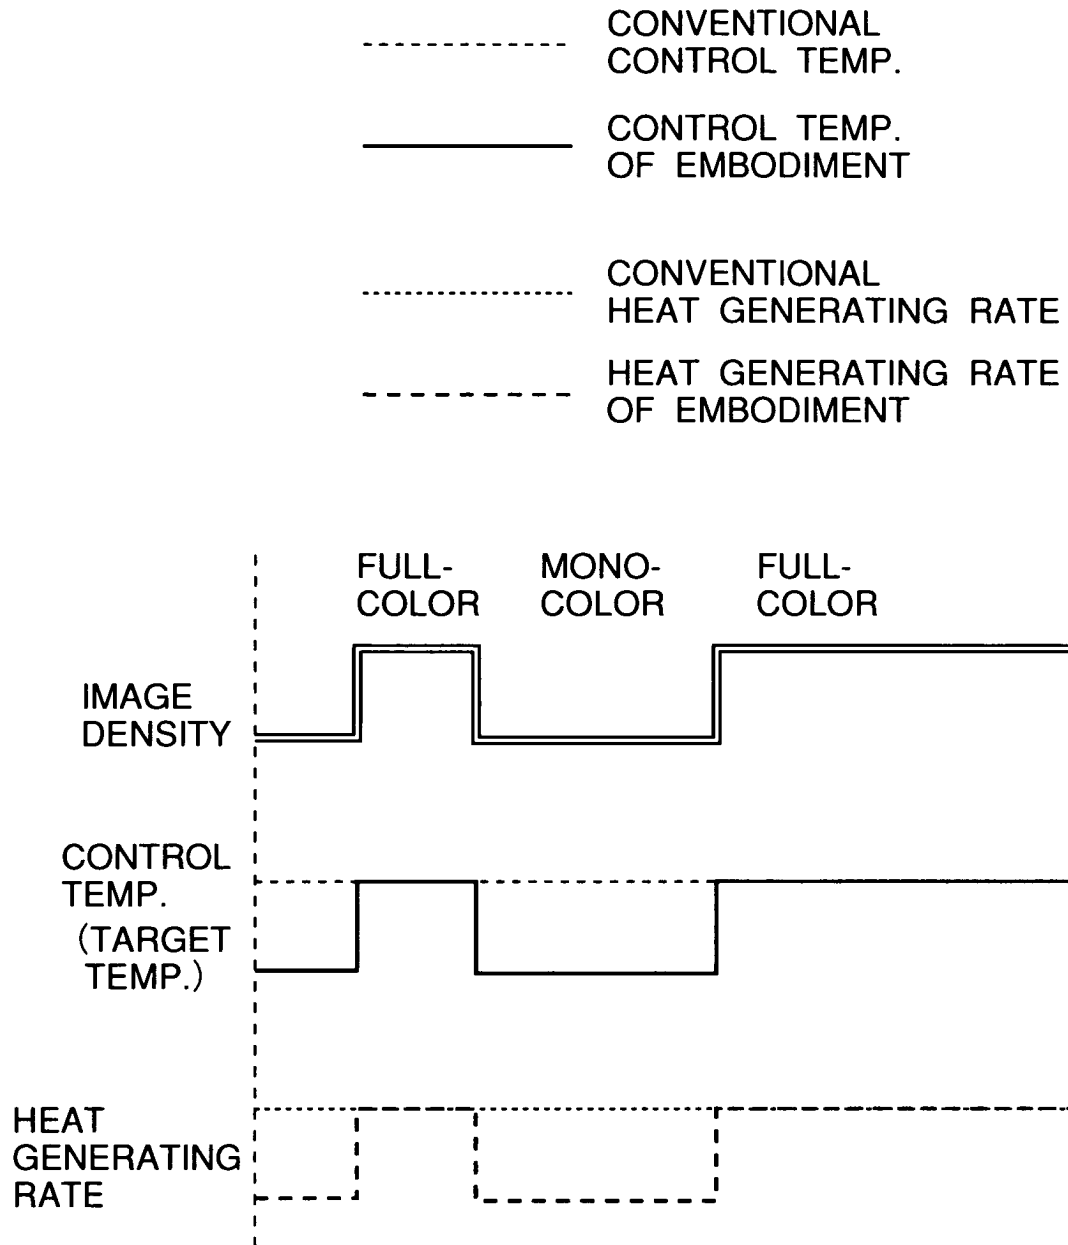 CONVENTIONAL
CONTROL TEMP.
CONTROL TEMP.
OF EMBODIMENT
CONVENTIONAL
HEAT GENERATING RATE
HEAT GENERATING RATE
OF EMBODIMENT
FULL-
COLOR
MONO-
COLOR
FULL-
COLOR
IMAGE
DENSITY
CONTROL
TEMP.
(TARGET
TEMP.)
HEAT
GENERATING
RATE